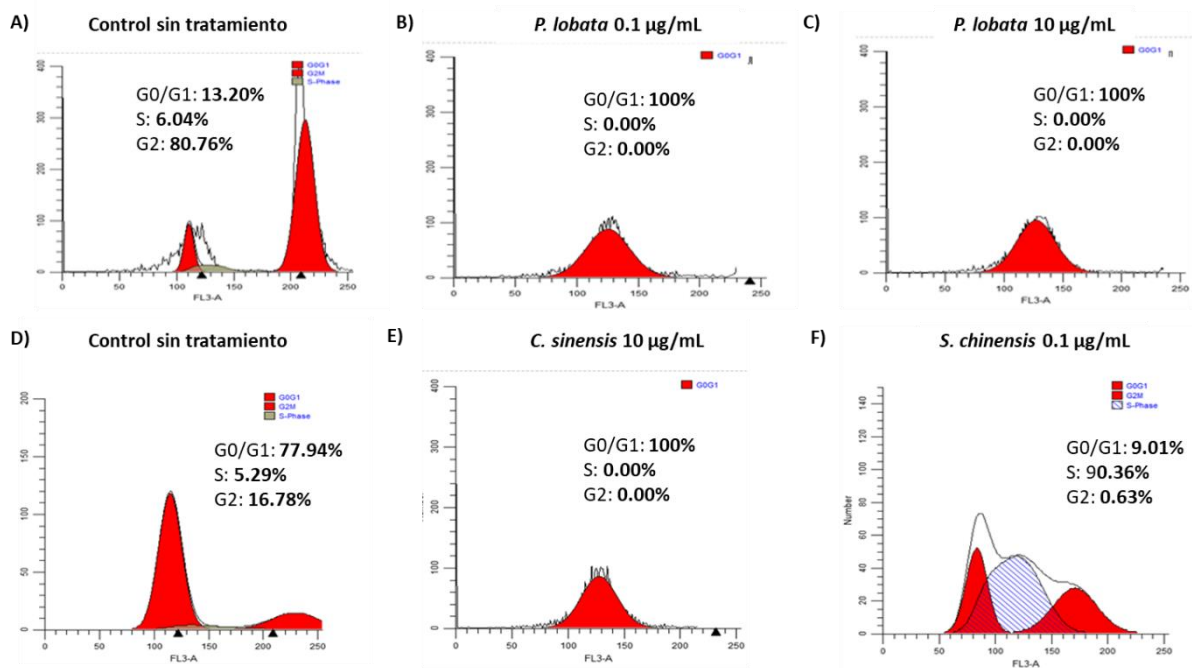 A) Control sin tratamiento
G0G1
G2M
S-Phase
G0/G1: 13.20%
S: 6.04%
G2: 80.76%
400
300
200
100
0
0 50 100 150 200 250
FL3-A
B) P. lobata 0.1 µg/mL
G0G1
G0/G1: 100%
S: 0.00%
G2: 0.00%
400
300
200
100
0
0 50 100 150 200 250
FL3-A
C) P. lobata 10 µg/mL
G0/G1: 100%
S: 0.00%
G2: 0.00%
400
300
200
100
0
0 50 100 150 200 250
FL3-A
D) Control sin tratamiento
G0G1
G2M
S-Phase
G0/G1: 77.94%
S: 5.29%
G2: 16.78%
200
150
100
50
0
0 50 100 150 200 250
FL3-A
E) C. sinensis 10 µg/mL
G0G1
G0/G1: 100%
S: 0.00%
G2: 0.00%
400
300
200
100
0
0 50 100 150 200 250
FL3-A
F) S. chinensis 0.1 µg/mL
G0G1
G2M
S-Phase
G0/G1: 9.01%
S: 90.36%
G2: 0.63%
Number
140
120
100
80
60
40
20
0
0 50 100 150 200 250
FL3-A